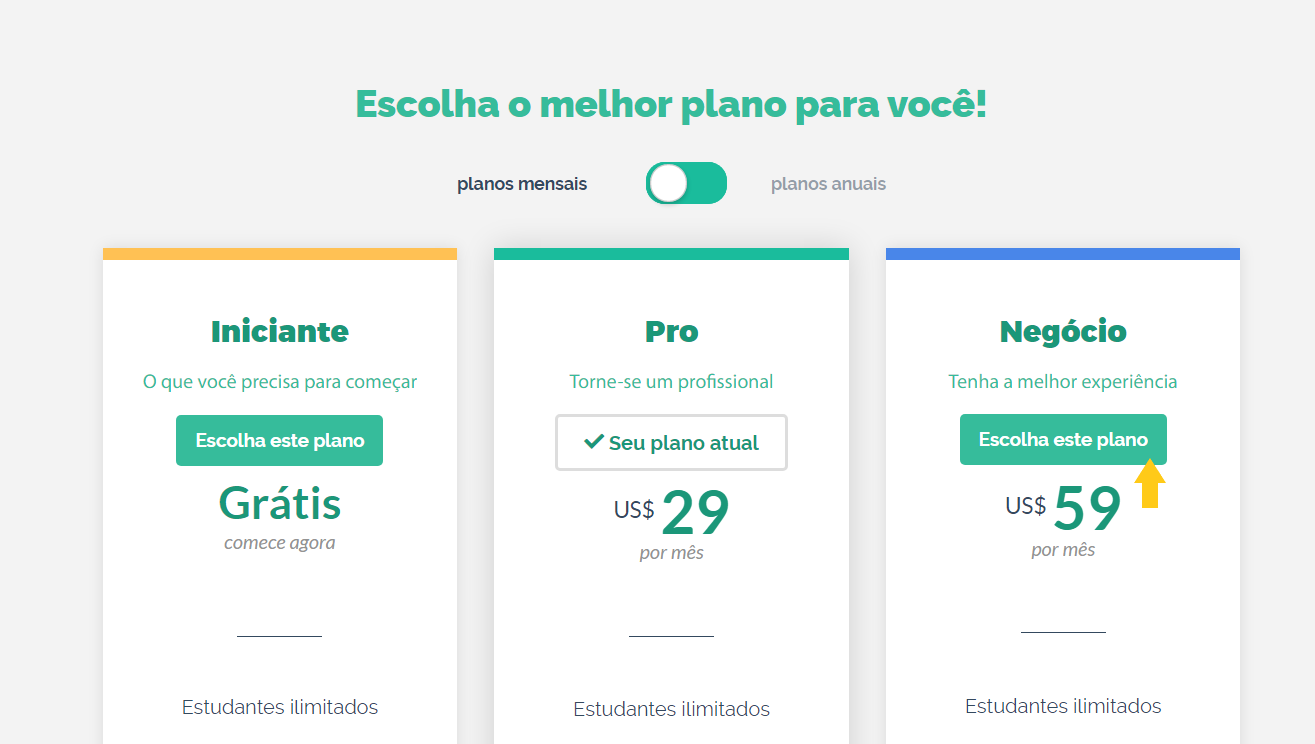 Escolha o melhor plano para você!
planos mensais
planos anuais
Iniciante
O que você precisa para começar
Escolha este plano
Grátis
comece agora
Estudantes ilimitados
Pro
Torne-se um profissional
Seu plano atual
US$ 29
por mês
Estudantes ilimitados
Negócio
Tenha a melhor experiência
Escolha este plano
US$ 59
por mês
Estudantes ilimitados